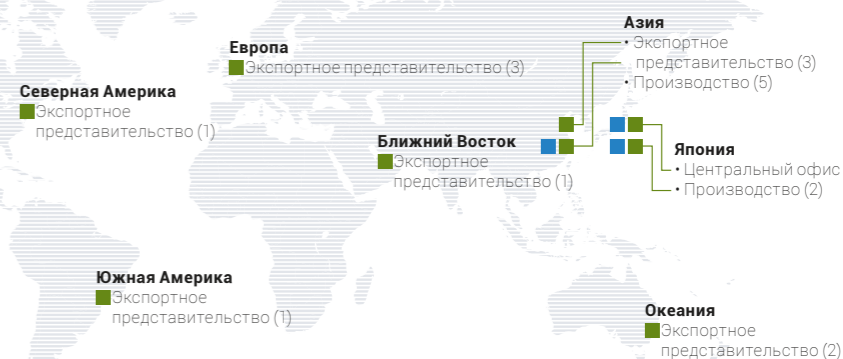 Азия
• Экспортное
представительство (3)
• Производство (5)
Европа
Экспортное представительство (3)
Северная Америка
Экспортное
представительство (1)
Ближний Восток
Экспортное
представительство (1)
Япония
• Центральный офис
• Производство (2)
Южная Америка
Экспортное
представительство (1)
Океания
Экспортное
представительство (2)